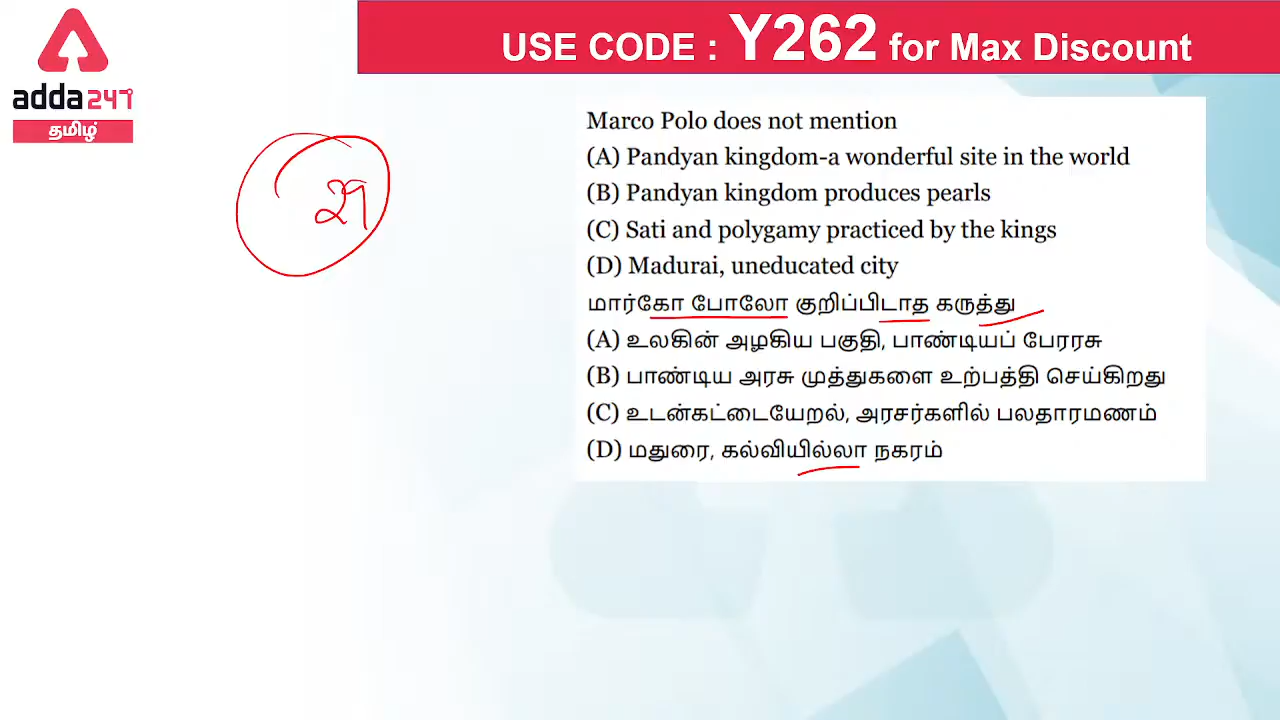 USE CODE : Y262 for Max Discount
adda247
தமிழ்
Marco Polo does not mention
(A) Pandyan kingdom-a wonderful site in the world
(B) Pandyan kingdom produces pearls
(C) Sati and polygamy practiced by the kings
(D) Madurai, uneducated city
மார்கோ போலோ குறிப்பிடாத கருத்து
(A) உலகின் அழகிய பகுதி, பாண்டியப் பேரரசு
(B) பாண்டிய அரசு முத்துகளை உற்பத்தி செய்கிறது
(C) உடன்கட்டையேறல், அரசர்களில் பலதாரமணம்
(D) மதுரை, கல்வியில்லா நகரம்